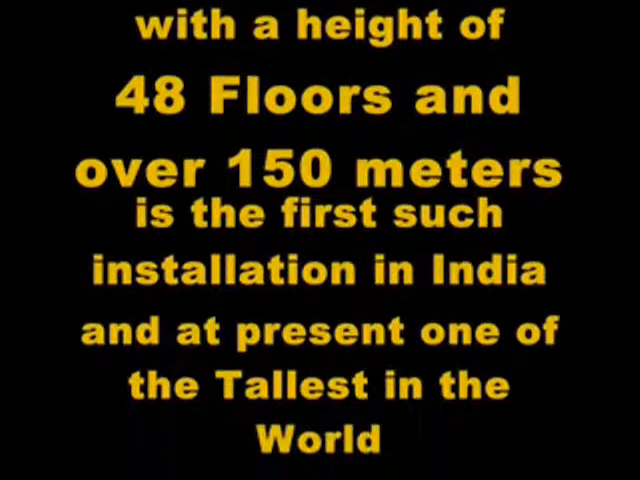 with a height of
48 Floors and
over 150 meters
is the first such
installation in India
and at present one of
the Tallest in the
World